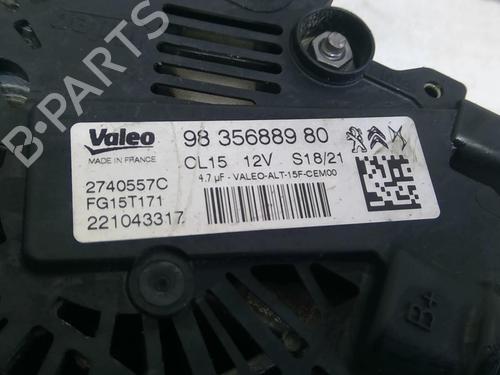 B-PARTS
Valeo
MADE IN FRANCE
98 356889 80
CL15 12V S18/21
4.7 µF - VALEO-ALT-15F-CEM00
2740557C
FG15T171
221043317
B+